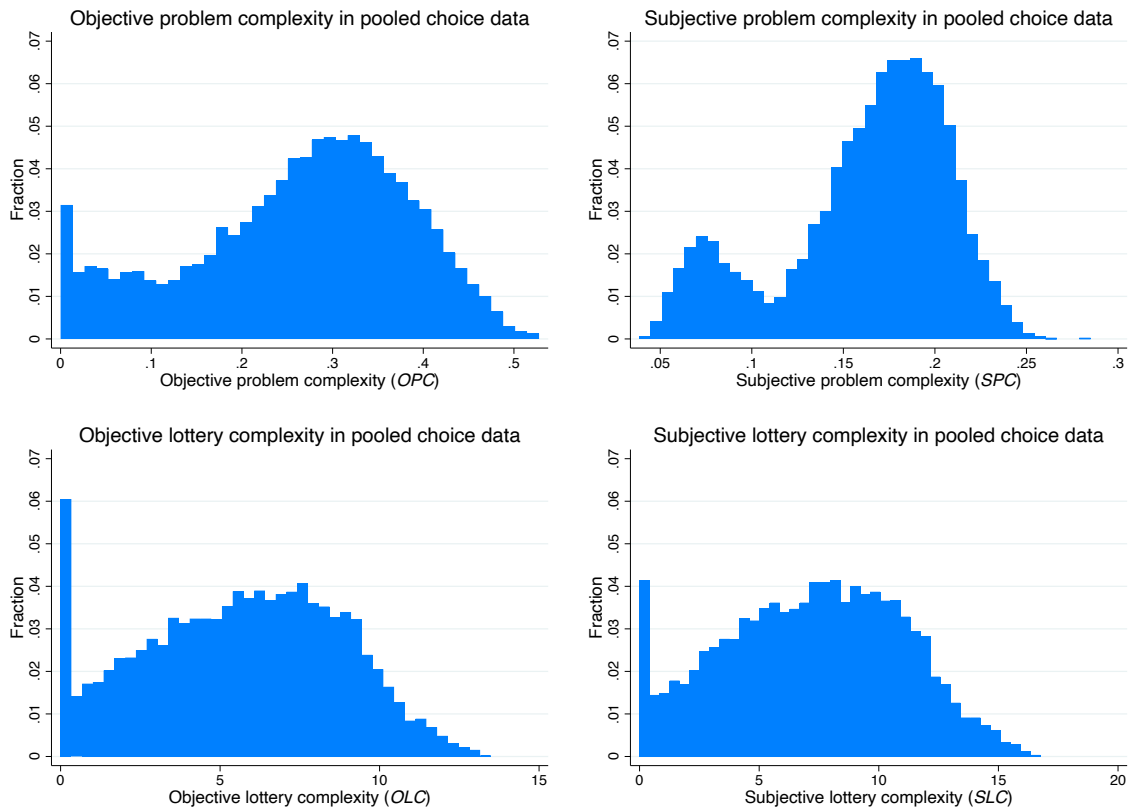 Objective problem complexity in pooled choice data
Fraction
0 .01 .02 .03 .04 .05 .06 .07
0 .1 .2 .3 .4 .5
Objective problem complexity (OPC)
Subjective problem complexity in pooled choice data
Fraction
0 .01 .02 .03 .04 .05 .06 .07
.05 .1 .15 .2 .25 .3
Subjective problem complexity (SPC)
Objective lottery complexity in pooled choice data
Fraction
0 .01 .02 .03 .04 .05 .06 .07
0 5 10 15
Objective lottery complexity (OLC)
Subjective lottery complexity in pooled choice data
Fraction
0 .01 .02 .03 .04 .05 .06 .07
0 5 10 15 20
Subjective lottery complexity (SLC)